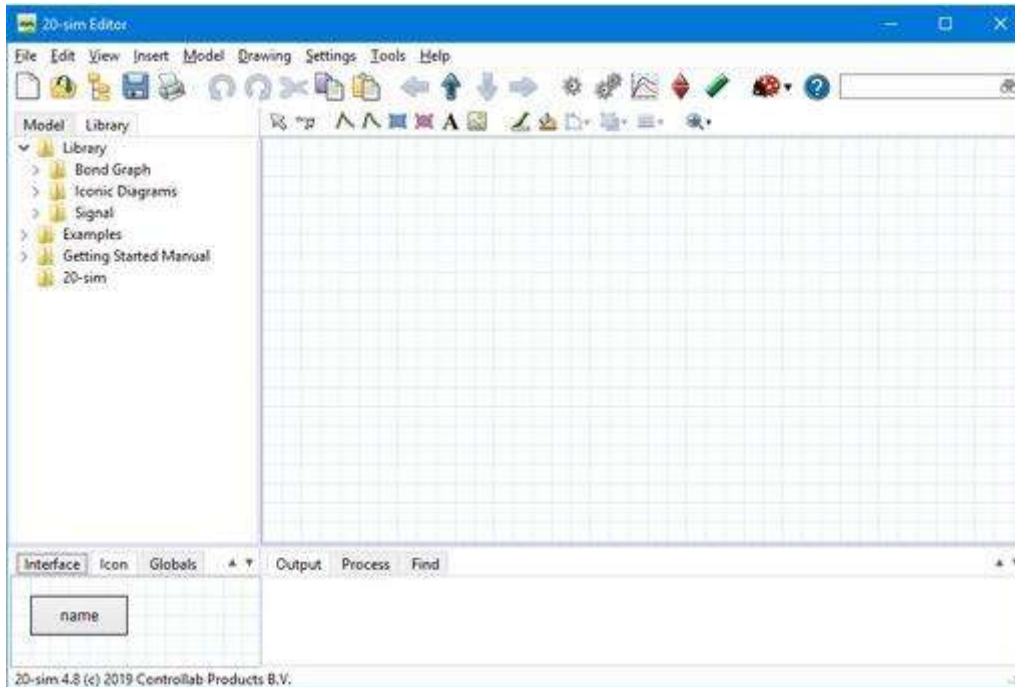 20-sim Editor
File Edit View Insert Model Drawing Settings Tools Help
Model Library
Library
Bond Graph
Iconic Diagrams
Signal
Examples
Getting Started Manual
20-sim
Interface Icon Globals Output Process Find
name
20-sim 4.8 (c) 2019 Controllab Products B.V.